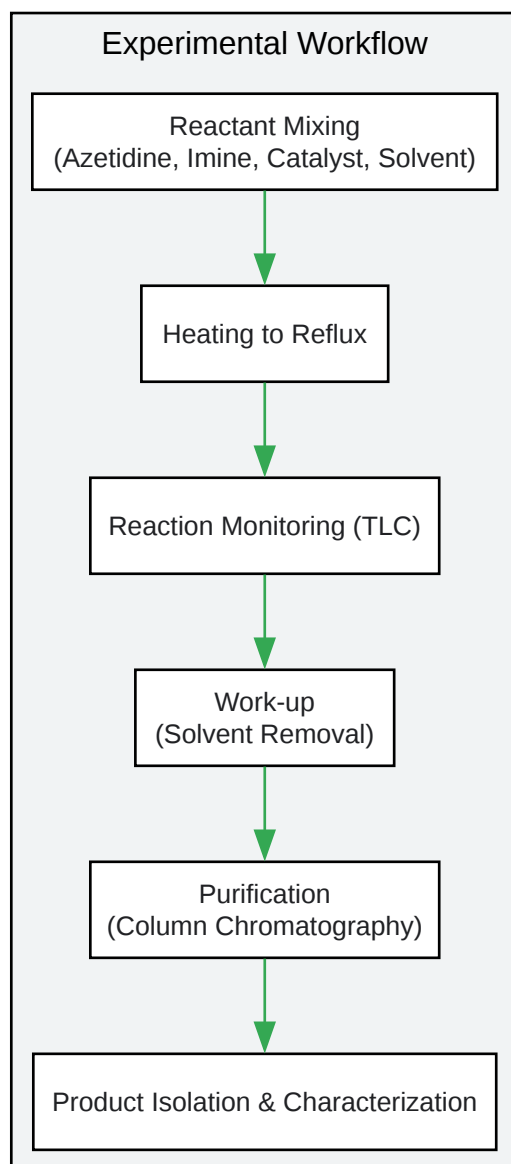 Experimental Workflow
Reactant Mixing
(Azetidine, Imine, Catalyst, Solvent)
Heating to Reflux
Reaction Monitoring (TLC)
Work-up
(Solvent Removal)
Purification
(Column Chromatography)
Product Isolation & Characterization